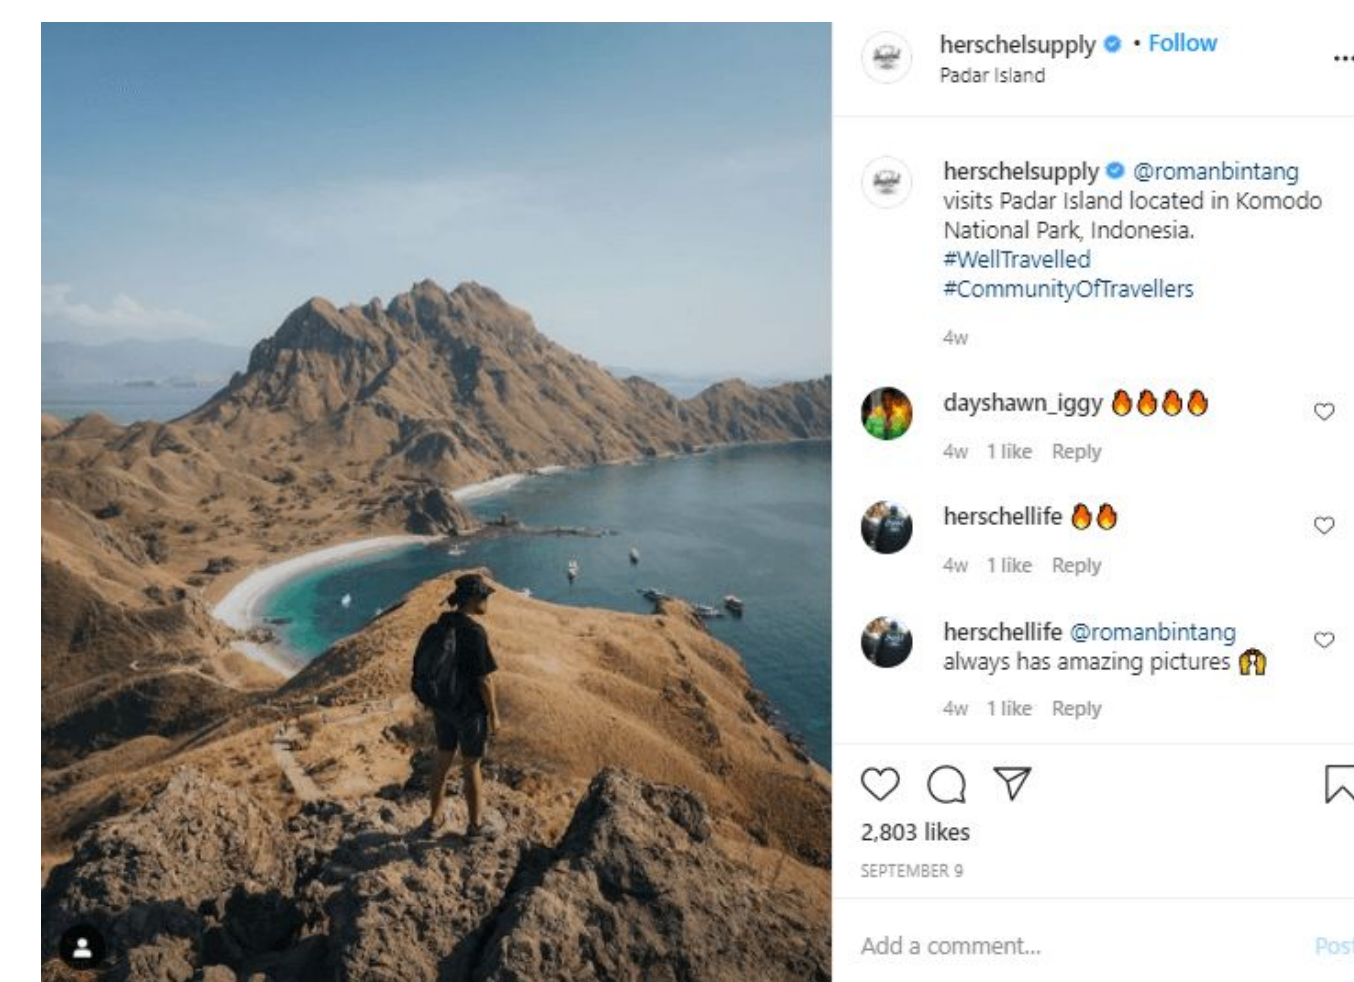 herschelsupply • Follow
Padar Island
herschelsupply @romanbintang
visits Padar Island located in Komodo
National Park, Indonesia.
#WellTravelled
#CommunityOfTravellers
4w
dayshawn_iggy 🔥🔥🔥🔥
4w 1 like Reply
herschellife 🔥🔥
4w 1 like Reply
herschellife @romanbintang
always has amazing pictures 🙌
4w 1 like Reply
2,803 likes
SEPTEMBER 9
Add a comment...
Post